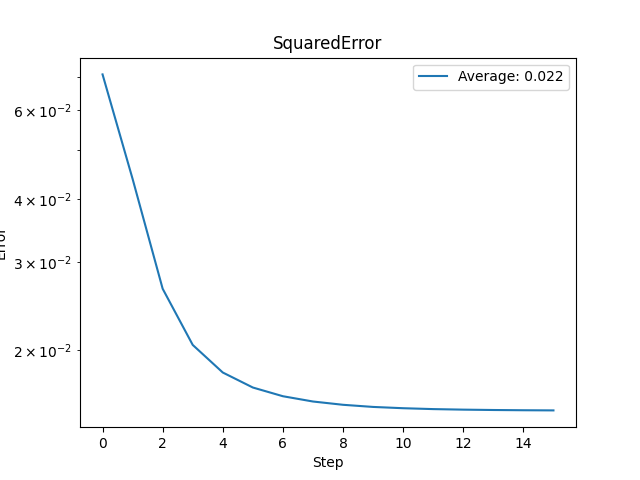 SquaredError
Average: 0.022
6 × 10⁻²
4 × 10⁻²
3 × 10⁻²
2 × 10⁻²
Error
0 2 4 6 8 10 12 14
Step